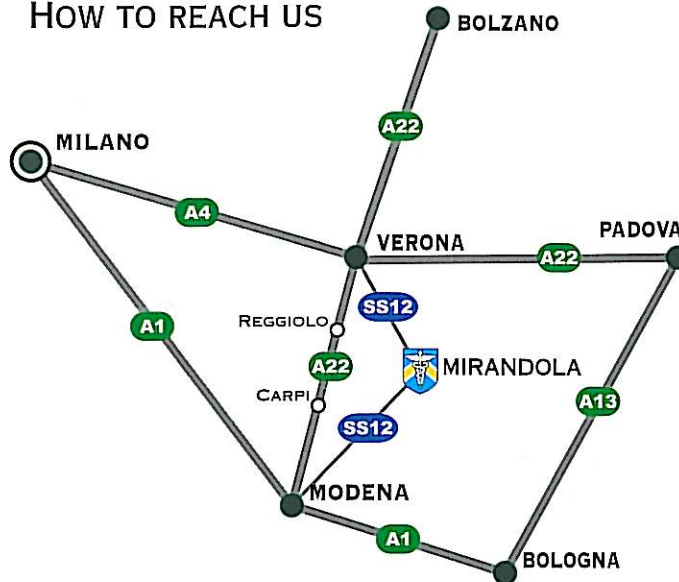 HOW TO REACH US
BOLZANO
A22
MILANO
A4
VERONA
PADOVA
A22
SS12
REGGIOLO
A1
A22
MIRANDOLA
CARPI
A13
SS12
MODENA
A1
BOLOGNA